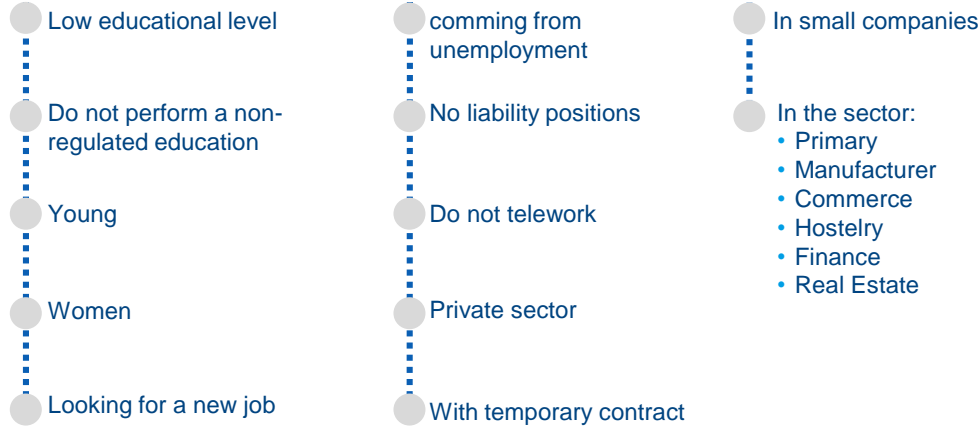 Low educational level
Do not perform a non-
regulated education
Young
Women
Looking for a new job
comming from
unemployment
No liability positions
Do not telework
Private sector
With temporary contract
In small companies
In the sector:
• Primary
• Manufacturer
• Commerce
• Hostelry
• Finance
• Real Estate